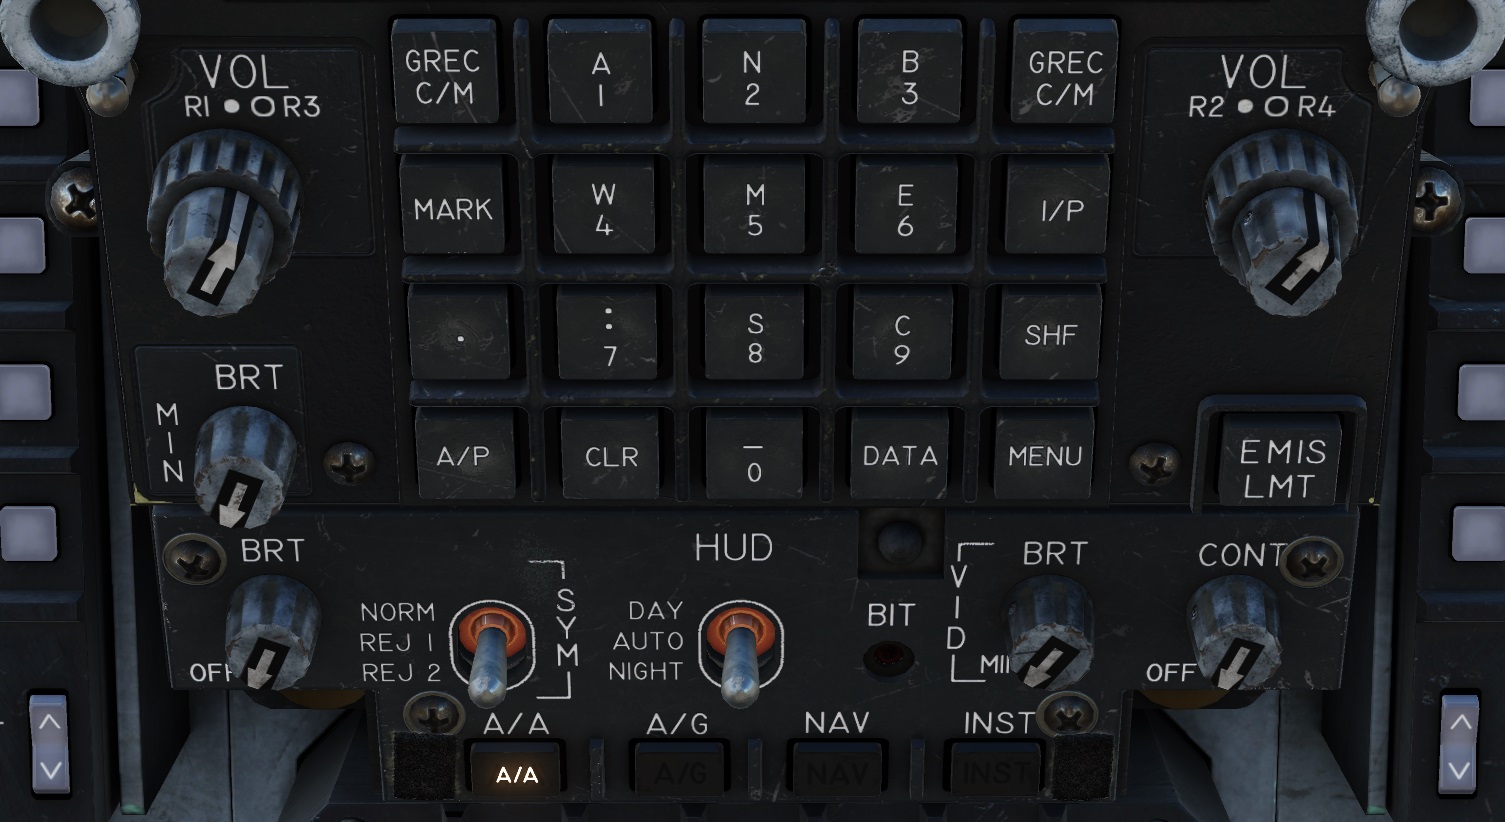 GREC
C/M
A
1
N
2
B
3
GREC
C/M
VOL
R1 ● O R3
VOL
R2 ● O R4
MARK
W
4
M
5
E
6
I/P
.
:
7
S
8
C
9
SHF
BRT
MIN
A/P
CLR
–
0
DATA
MENU
EMIS
LMT
BRT
OFF
NORM
REJ 1
REJ 2
SYM
HUD
DAY
AUTO
NIGHT
BIT
VID
BRT
MIN
CONT
OFF
A/A
A/G
NAV
INST
A/A
A/G
NAV
INST